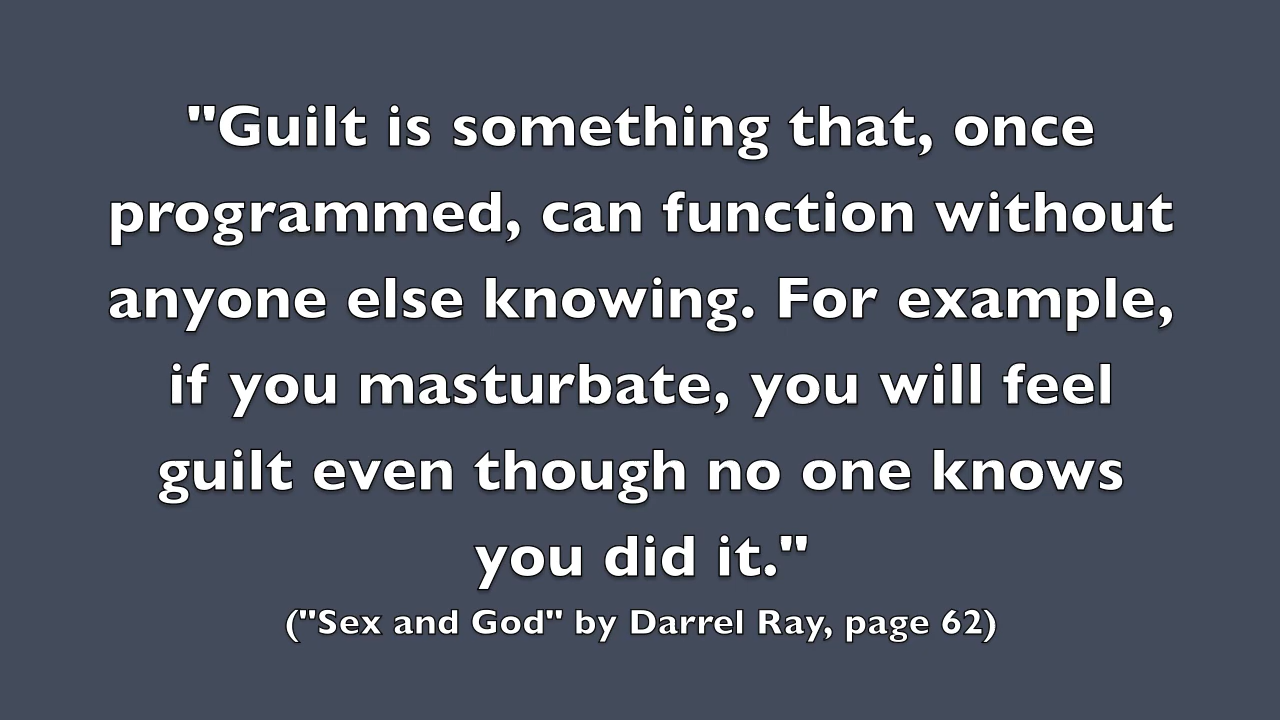 "Guilt is something that, once
programmed, can function without
anyone else knowing. For example,
if you masturbate, you will feel
guilt even though no one knows
you did it."
("Sex and God" by Darrel Ray, page 62)